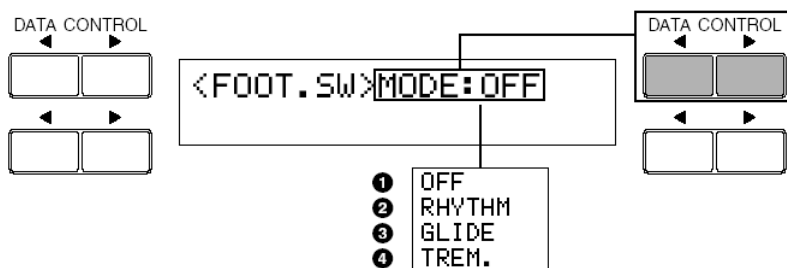 DATA CONTROL
◀ ▶
◀ ▶
<FOOT.SW>MODE:OFF
DATA CONTROL
◀ ▶
◀ ▶
❶ OFF
❷ RHYTHM
❸ GLIDE
❹ TREM.